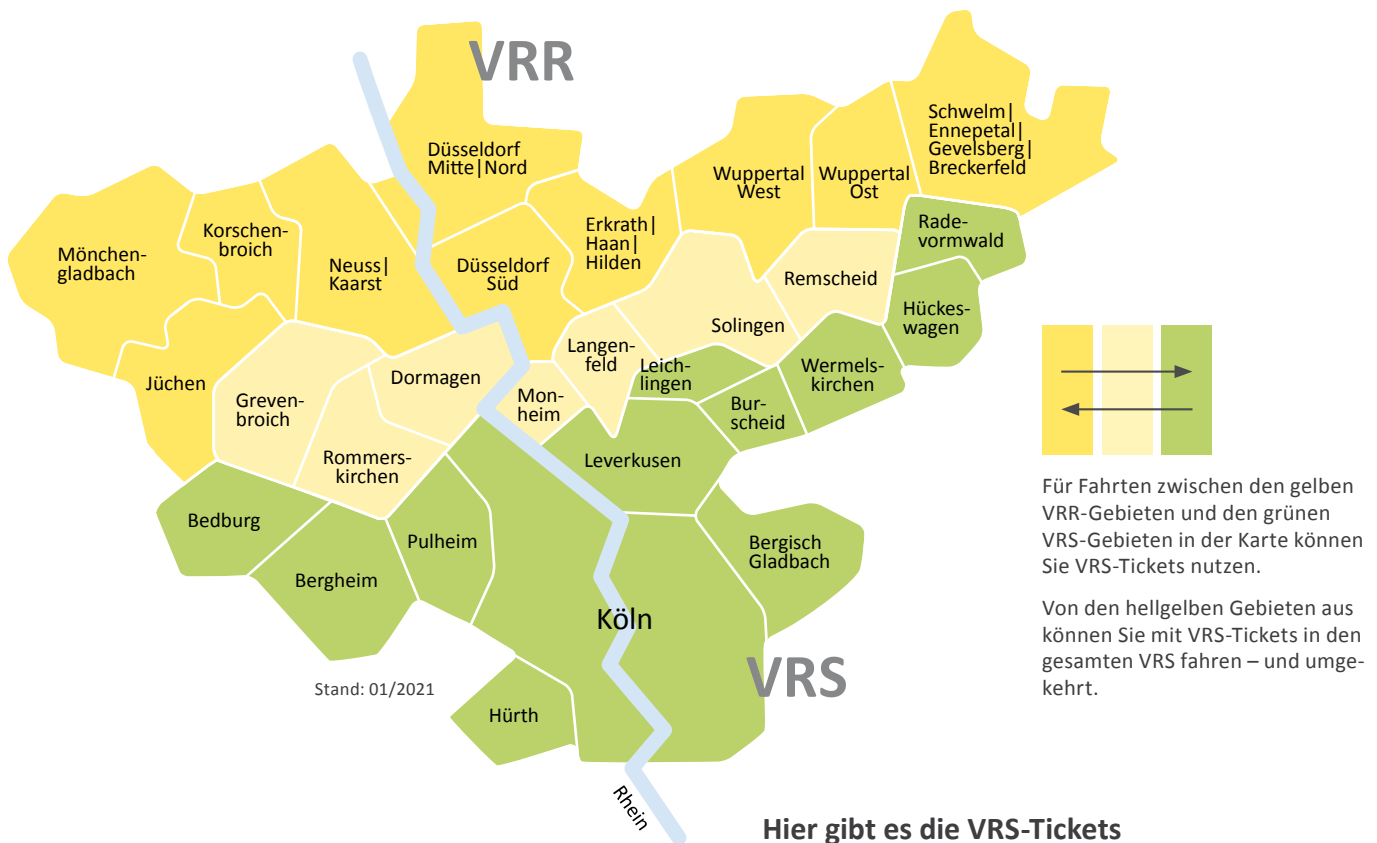 VRR
Schwelm|
Ennepetal|
Gevelsberg|
Breckerfeld
Düsseldorf
Mitte|Nord
Wuppertal
West
Wuppertal
Ost
Rade-
vormwald
Erkrath|
Haan|
Hilden
Korschen-
broich
Mönchen-
gladbach
Neuss|
Kaarst
Düsseldorf
Süd
Remscheid
Hückes-
wagen
Solingen
Langen-
feld
Leich-
lingen
Wermels-
kirchen
Jüchen
Dormagen
Greven-
broich
Mon-
heim
Bur-
scheid
Rommers-
kirchen
Leverkusen
Bedburg
Pulheim
Bergisch
Gladbach
Bergheim
Köln
VRS
Stand: 01/2021
Hürth
Rhein
Für Fahrten zwischen den gelben
VRR-Gebieten und den grünen
VRS-Gebieten in der Karte können
Sie VRS-Tickets nutzen.
Von den hellgelben Gebieten aus
können Sie mit VRS-Tickets in den
gesamten VRS fahren – und umge-
kehrt.
Hier gibt es die VRS-Tickets